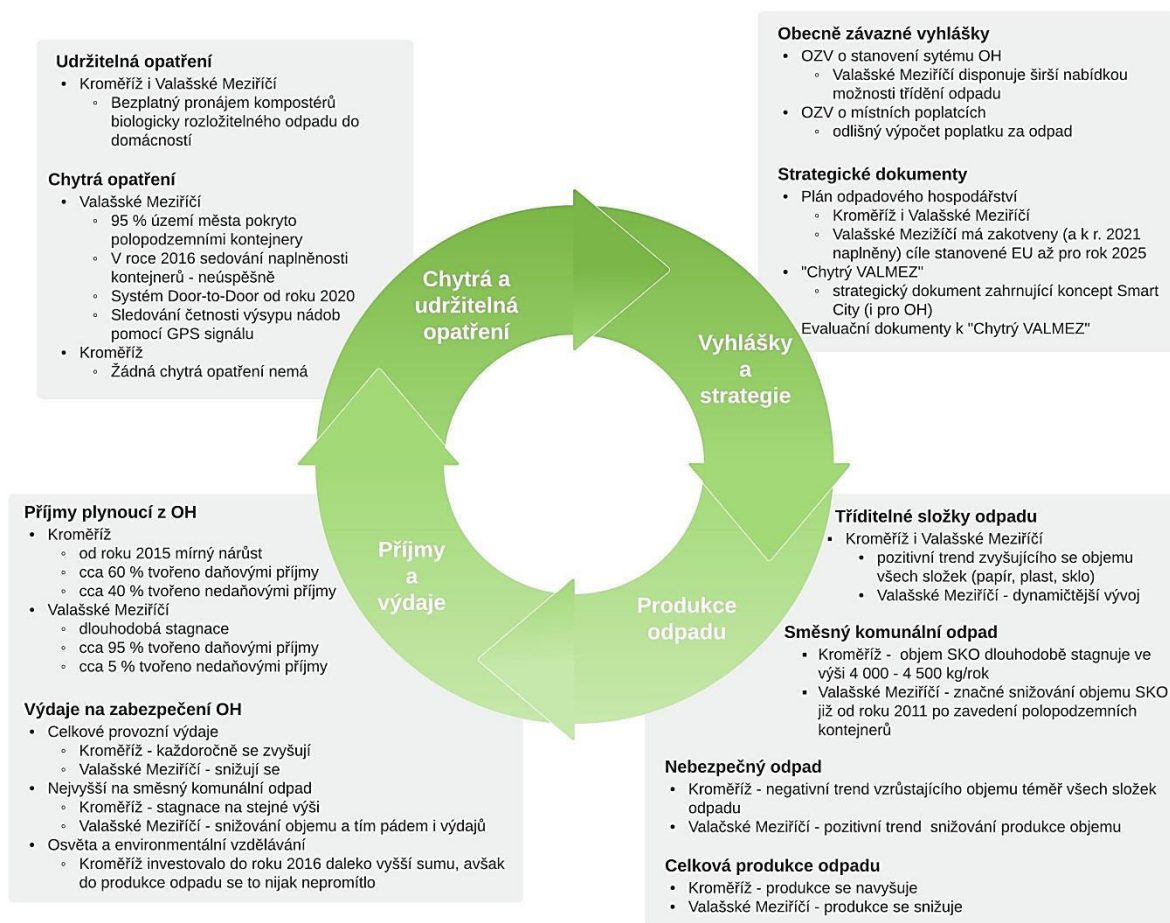 Udržitelná opatření
• Kroměříž i Valašské Meziříčí
◦ Bezplatný pronájem kompostérů
biologicky rozložitelného odpadu do
domácností
Chytrá opatření
• Valašské Meziříčí
◦ 95 % území města pokryto
polopodzemními kontejnery
◦ V roce 2016 sedování naplněnosti
kontejnerů - neúspěšně
◦ Systém Door-to-Door od roku 2020
◦ Sledování četnosti výsypu nádob
pomocí GPS signálu
• Kroměříž
◦ Žádná chytrá opatření nemá
Obecně závazné vyhlášky
• OZV o stanovení sytému OH
◦ Valašské Meziříčí disponuje širší nabídkou
možnosti třídění odpadu
• OZV o místních poplatcích
◦ odlišný výpočet poplatku za odpad
Strategické dokumenty
• Plán odpadového hospodářství
◦ Kroměříž i Valašské Meziříčí
◦ Valašské Mezižíčí má zakotveny (a k r. 2021
naplněny) cíle stanovené EU až pro rok 2025
• "Chytrý VALMEZ"
◦ strategický dokument zahrnující koncept Smart
City (i pro OH)
Evaluační dokumenty k "Chytrý VALMEZ"
Chytrá a
udržitelná
opatření
Vyhlášky
a
strategie
Příjmy
a
výdaje
Produkce
odpadu
Příjmy plynoucí z OH
• Kroměříž
◦ od roku 2015 mírný nárůst
◦ cca 60 % tvořeno daňovými příjmy
◦ cca 40 % tvořeno nedaňovými příjmy
• Valašské Meziříčí
◦ dlouhodobá stagnace
◦ cca 95 % tvořeno daňovými příjmy
◦ cca 5 % tvořeno nedaňovými příjmy
Výdaje na zabezpečení OH
• Celkové provozní výdaje
◦ Kroměříž - každoročně se zvyšují
◦ Valašské Meziříčí - snižují se
• Nejvyšší na směsný komunální odpad
◦ Kroměříž - stagnace na stejné výši
◦ Valašské Meziříčí - snižování objemu a tím pádem i výdajů
• Osvěta a environmentální vzdělávání
◦ Kroměříž investovalo do roku 2016 daleko vyšší sumu, avšak
do produkce odpadu se to nijak nepromítlo
Tříditelné složky odpadu
▪ Kroměříž i Valašské Meziříčí
• pozitivní trend zvyšujícího se objemu
všech složek (papír, plast, sklo)
• Valašské Meziříčí - dynamičtější vývoj
Směsný komunální odpad
▪ Kroměříž - objem SKO dlouhodobě stagnuje ve
výši 4 000 - 4 500 kg/rok
▪ Valašské Meziříčí - značné snižování objemu SKO
již od roku 2011 po zavedení polopodzemních
kontejnerů
Nebezpečný odpad
• Kroměříž - negativní trend vzrůstajícího objemu téměř všech složek
odpadu
• Valačské Meziříčí - pozitivní trend snižování produkce objemu
Celková produkce odpadu
• Kroměříž - produkce se navyšuje
• Valašské Meziříčí - produkce se snižuje